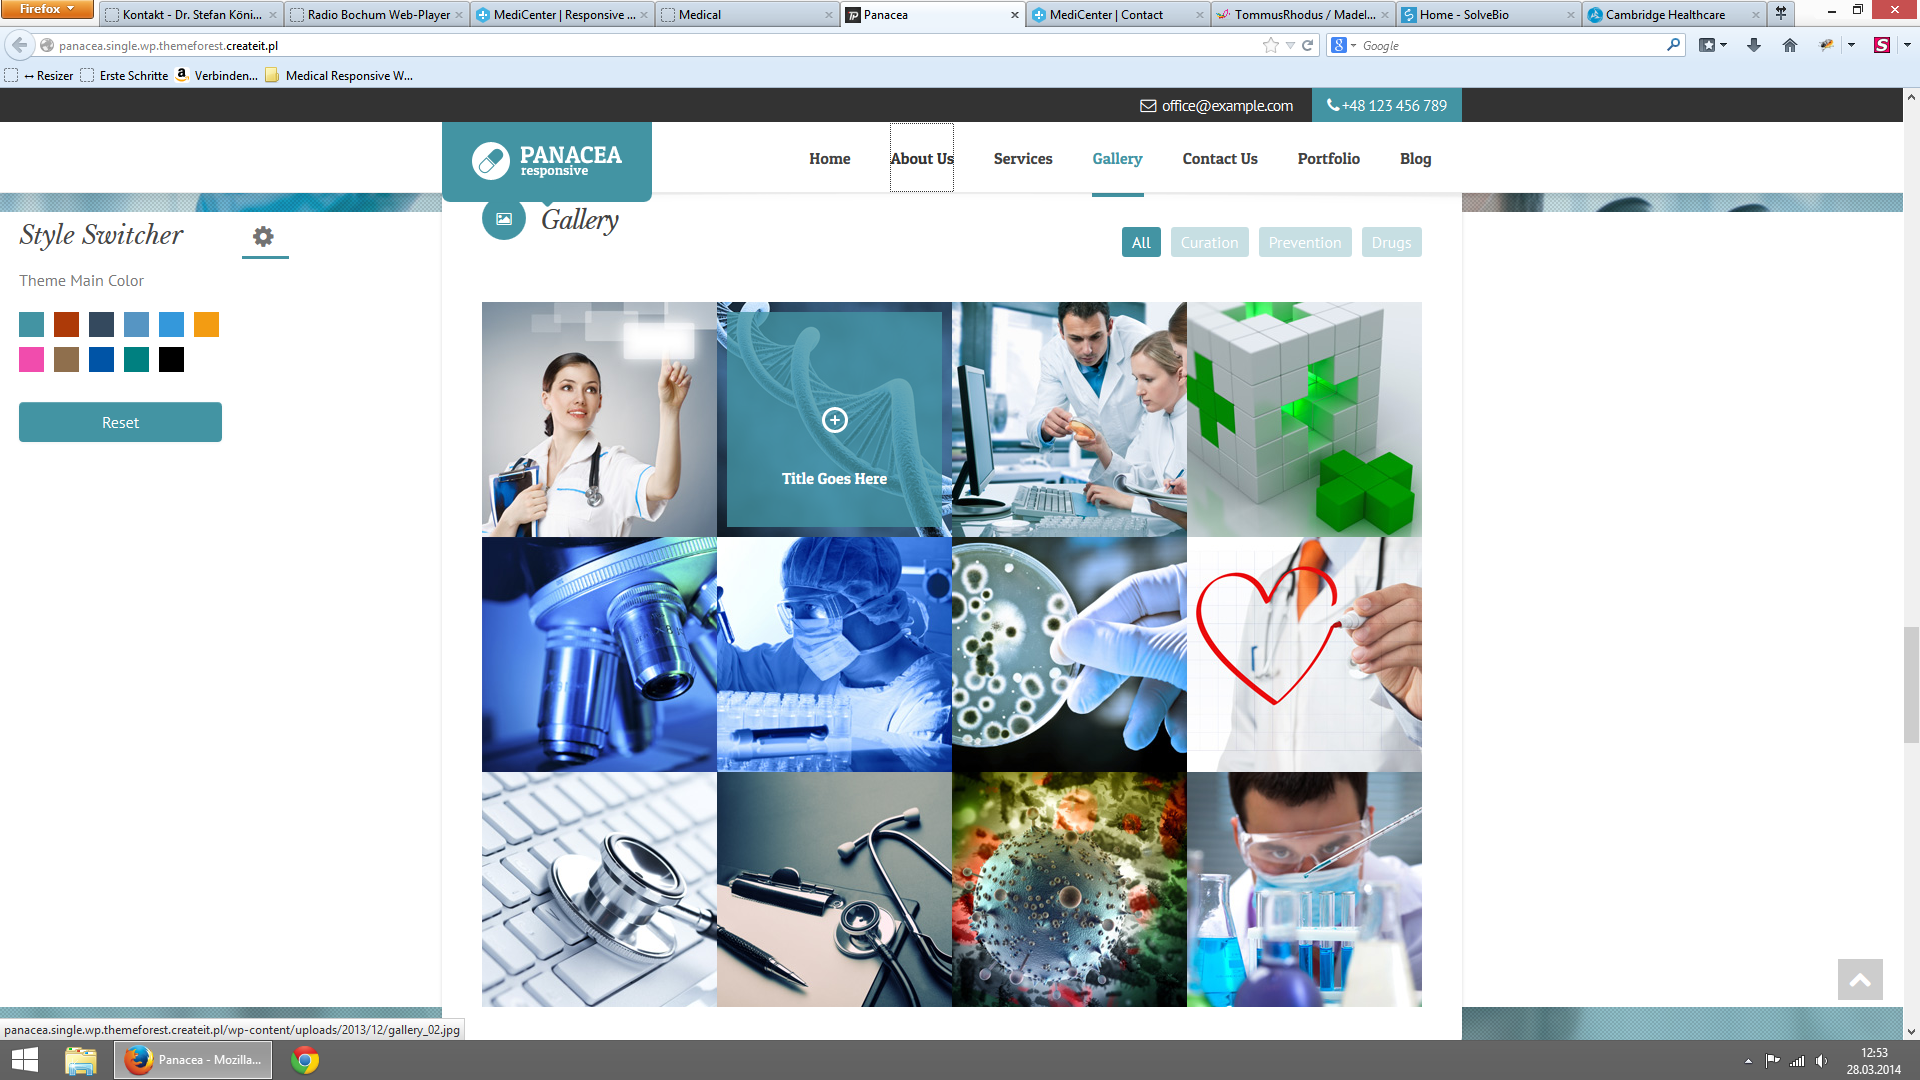 Firefox
Kontakt - Dr. Stefan Köni...
Radio Bochum Web-Player
MediCenter | Responsive ...
Medical
Panacea
MediCenter | Contact
TommusRhodus / Madel...
Home - SolveBio
Cambridge Healthcare
panacea.single.wp.themeforest.createit.pl
Google
↔ Resizer
Erste Schritte
Verbinden...
Medical Responsive W...
office@example.com
+48 123 456 789
PANACEA
responsive
Home
About Us
Services
Gallery
Contact Us
Portfolio
Blog
Style Switcher
Gallery
All
Curation
Prevention
Drugs
Theme Main Color
Reset
Title Goes Here
panacea.single.wp.themeforest.createit.pl/wp-content/uploads/2013/12/gallery_02.jpg
Panacea - Mozilla...
12:53
28.03.2014